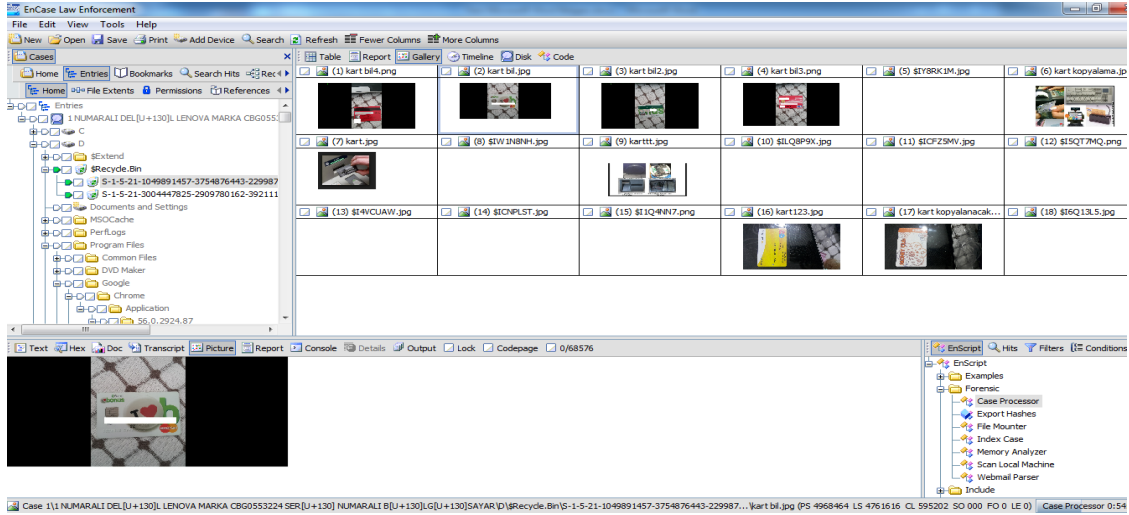 EnCase Law Enforcement
File Edit View Tools Help
New Open Save Print Add Device Search Refresh Fewer Columns More Columns
Cases
Table Report Gallery Timeline Disk Code
Home Entries Bookmarks Search Hits Rec
Home File Extents Permissions References
Entries
1 NUMARALI DEL[U+130]L LENOVA MARKA CBG0553
C
D
$Extend
$Recycle.Bin
S-1-5-21-1049891457-3754876443-229987
S-1-5-21-3004447825-2909780162-392111
Documents and Settings
MSOCache
PerfLogs
Program Files
Common Files
DVD Maker
Google
Chrome
Application
56.0.2924.87
(1) kart bil4.png
(2) kart bil.jpg
(3) kart bil2.jpg
(4) kart bil3.png
(5) $IY8RK1M.jpg
(6) kart kopyalama.jp
(7) kart.jpg
(8) $IW1N8NH.jpg
(9) karttt.jpg
(10) $ILQ8P9X.jpg
(11) $ICFZ5MV.jpg
(12) $I5QT7MQ.png
(13) $I4VCUAW.jpg
(14) $ICNPLST.jpg
(15) $I1Q4NN7.png
(16) kart123.jpg
(17) kart kopyalanacak...
(18) $I6Q13L5.jpg
Text Hex Doc Transcript Picture Report Console Details Output Lock Codepage 0/68576
bonus
EnScript Hits Filters Conditions
EnScript
Examples
Forensic
Case Processor
Export Hashes
File Mounter
Index Case
Memory Analyzer
Scan Local Machine
Webmail Parser
Include
Case 1\1 NUMARALI DEL[U+130]L LENOVA MARKA CBG0553224 SER[U+130] NUMARALI B[U+130]LG[U+130]SAYAR\D\$Recycle.Bin\S-1-5-21-1049891457-3754876443-229987...\kart bil.jpg (PS 4968464 LS 4761616 CL 595202 SO 000 FO 0 LE 0)
Case Processor 0:54